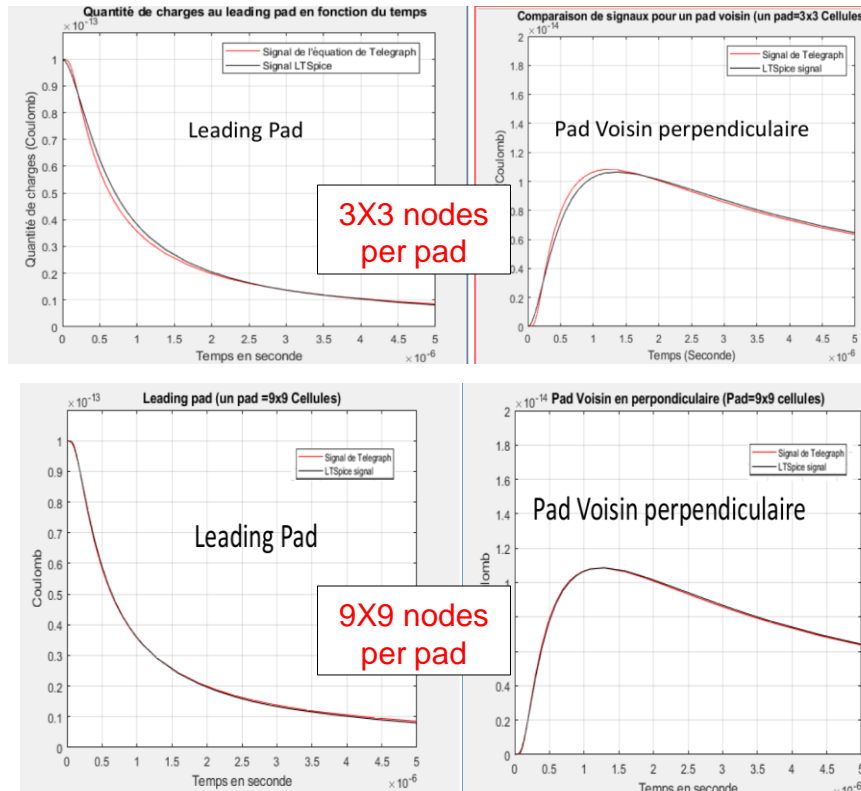 Quantitè de charges au leading pad en fonction du temps
×10⁻¹³
Signal de l'èquation de Telegraph
Signal LTSpice
Leading Pad
Quantité de charges (Coulomb)
1
0.9
0.8
0.7
0.6
0.5
0.4
0.3
0.2
0.1
0
0 0.5 1 1.5 2 2.5 3 3.5 4 4.5 5
Temps en seconde
×10⁻⁶
Comparaison de signaux pour un pad voisin (un pad=3x3 Cellules
×10⁻¹⁴
Signal de Telegraph
LTSpice signal
Pad Voisin perpendiculaire
Coulomb)
2
1.8
1.6
1.4
1.2
1
0.8
0.6
0.4
0.2
0
0 0.5 1 1.5 2 2.5 3 3.5 4 4.5 5
Temps (Seconde)
×10⁻⁶
3X3 nodes
per pad
Leading pad (un pad =9x9 Cellules)
×10⁻¹³
Signal de Telegraph
LTSpice signal
Leading Pad
Coulomb
1
0.9
0.8
0.7
0.6
0.5
0.4
0.3
0.2
0.1
0
0 0.5 1 1.5 2 2.5 3 3.5 4 4.5 5
Temps en seconde
×10⁻⁶
Pad Voisin en perpondiculaire (Pad=9x9 cellules)
×10⁻¹⁴
Signal de Telegraph
LTSpice signal
Pad Voisin perpendiculaire
2
1.8
1.6
1.4
1.2
1
0.4
0.2
0
0 0.5 1 1.5 2 2.5 3 3.5 4 4.5 5
Temps en seconde
9X9 nodes
per pad